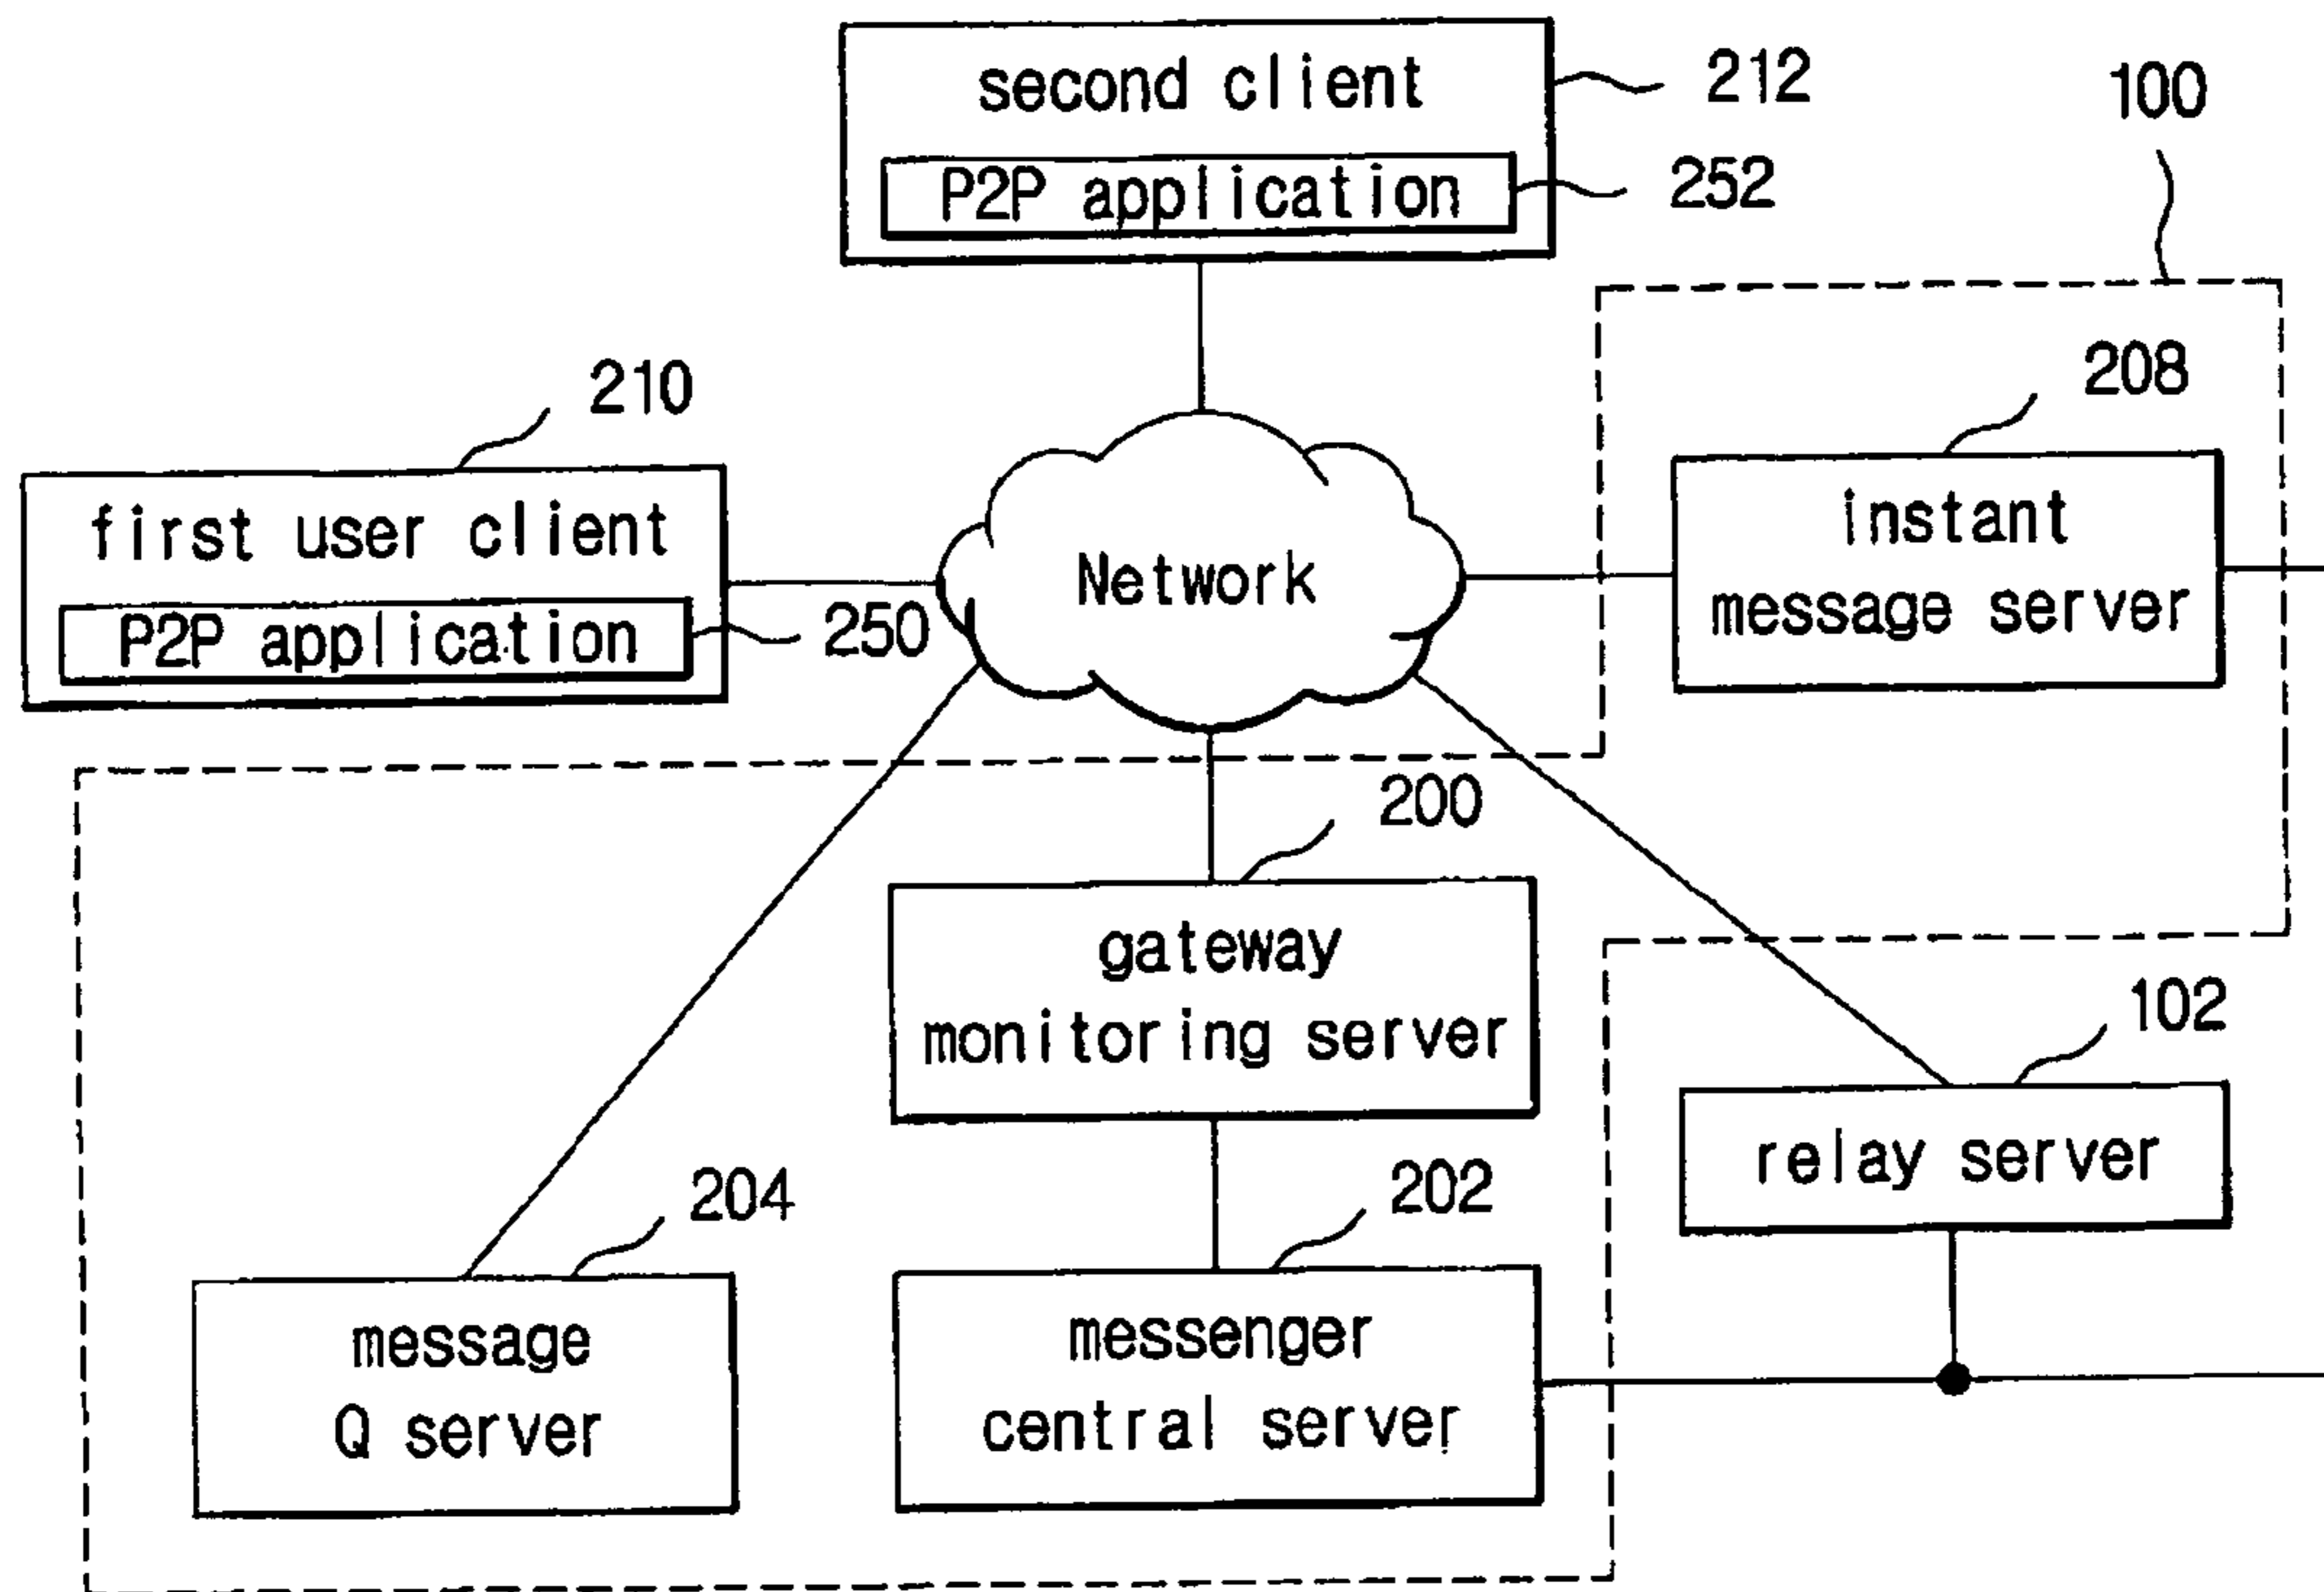 second client
212
100
P2P application
252
210
208
first user client
instant
message server
Network
P2P application
250
200
gateway
monitoring server
102
relay server
204
202
message
Q server
messenger
central server